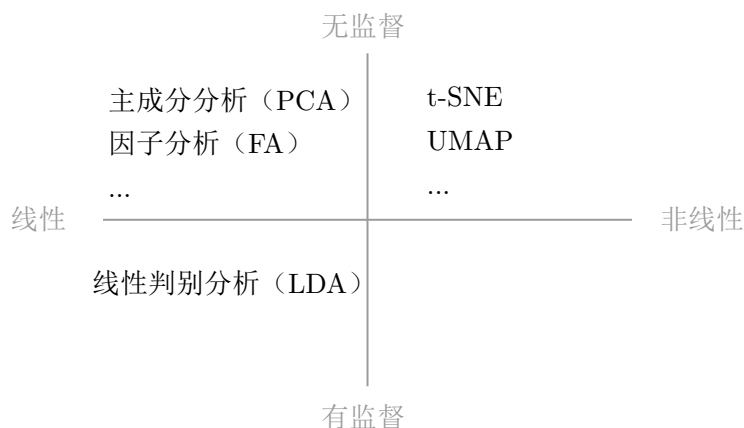 无监督
主成分分析（PCA）
t-SNE
因子分析（FA）
UMAP
...
...
线性
非线性
线性判别分析（LDA）
有监督